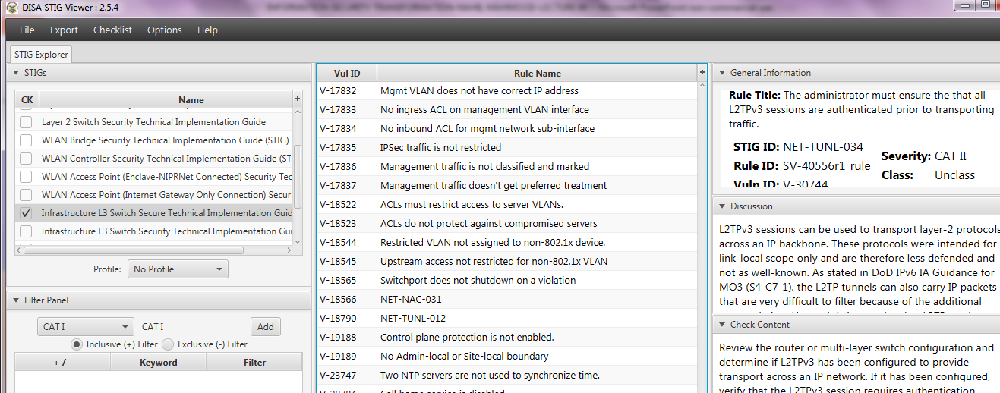 DISA STIG Viewer : 2.5.4
File Export Checklist Options Help
STIG Explorer
STIGs
CK Name +
Layer 2 Switch Security Technical Implementation Guide
WLAN Bridge Security Technical Implementation Guide (STIG)
WLAN Controller Security Technical Implementation Guide (STI
WLAN Access Point (Enclave-NIPRNet Connected) Security Tec
WLAN Access Point (Internet Gateway Only Connection) Securi
Infrastructure L3 Switch Secure Technical Implementation Guid
Infrastructure L3 Switch Security Technical Implementation Gui
Profile: No Profile
Filter Panel
CAT I CAT I Add
Inclusive (+) Filter Exclusive (-) Filter
+ / - Keyword Filter
Vul ID Rule Name +
V-17832 Mgmt VLAN does not have correct IP address
V-17833 No ingress ACL on management VLAN interface
V-17834 No inbound ACL for mgmt network sub-interface
V-17835 IPSec traffic is not restricted
V-17836 Management traffic is not classified and marked
V-17837 Management traffic doesn't get preferred treatment
V-18522 ACLs must restrict access to server VLANs.
V-18523 ACLs do not protect against compromised servers
V-18544 Restricted VLAN not assigned to non-802.1x device.
V-18545 Upstream access not restricted for non-802.1x VLAN
V-18565 Switchport does not shutdown on a violation
V-18566 NET-NAC-031
V-18790 NET-TUNL-012
V-19188 Control plane protection is not enabled.
V-19189 No Admin-local or Site-local boundary
V-23747 Two NTP servers are not used to synchronize time.
V-28784 Call home service is disabled
General Information
Rule Title: The administrator must ensure the that all
L2TPv3 sessions are authenticated prior to transporting
traffic.
STIG ID: NET-TUNL-034
Rule ID: SV-40556r1_rule
Vuln ID: V-30744
Severity: CAT II
Class: Unclass
Discussion
L2TPv3 sessions can be used to transport layer-2 protocols
across an IP backbone. These protocols were intended for
link-local scope only and are therefore less defended and
not as well-known. As stated in DoD IPv6 IA Guidance for
MO3 (S4-C7-1), the L2TP tunnels can also carry IP packets
that are very difficult to filter because of the additional
Check Content
Review the router or multi-layer switch configuration and
determine if L2TPv3 has been configured to provide
transport across an IP network. If it has been configured,
verify that the L2TPv3 session requires authentication